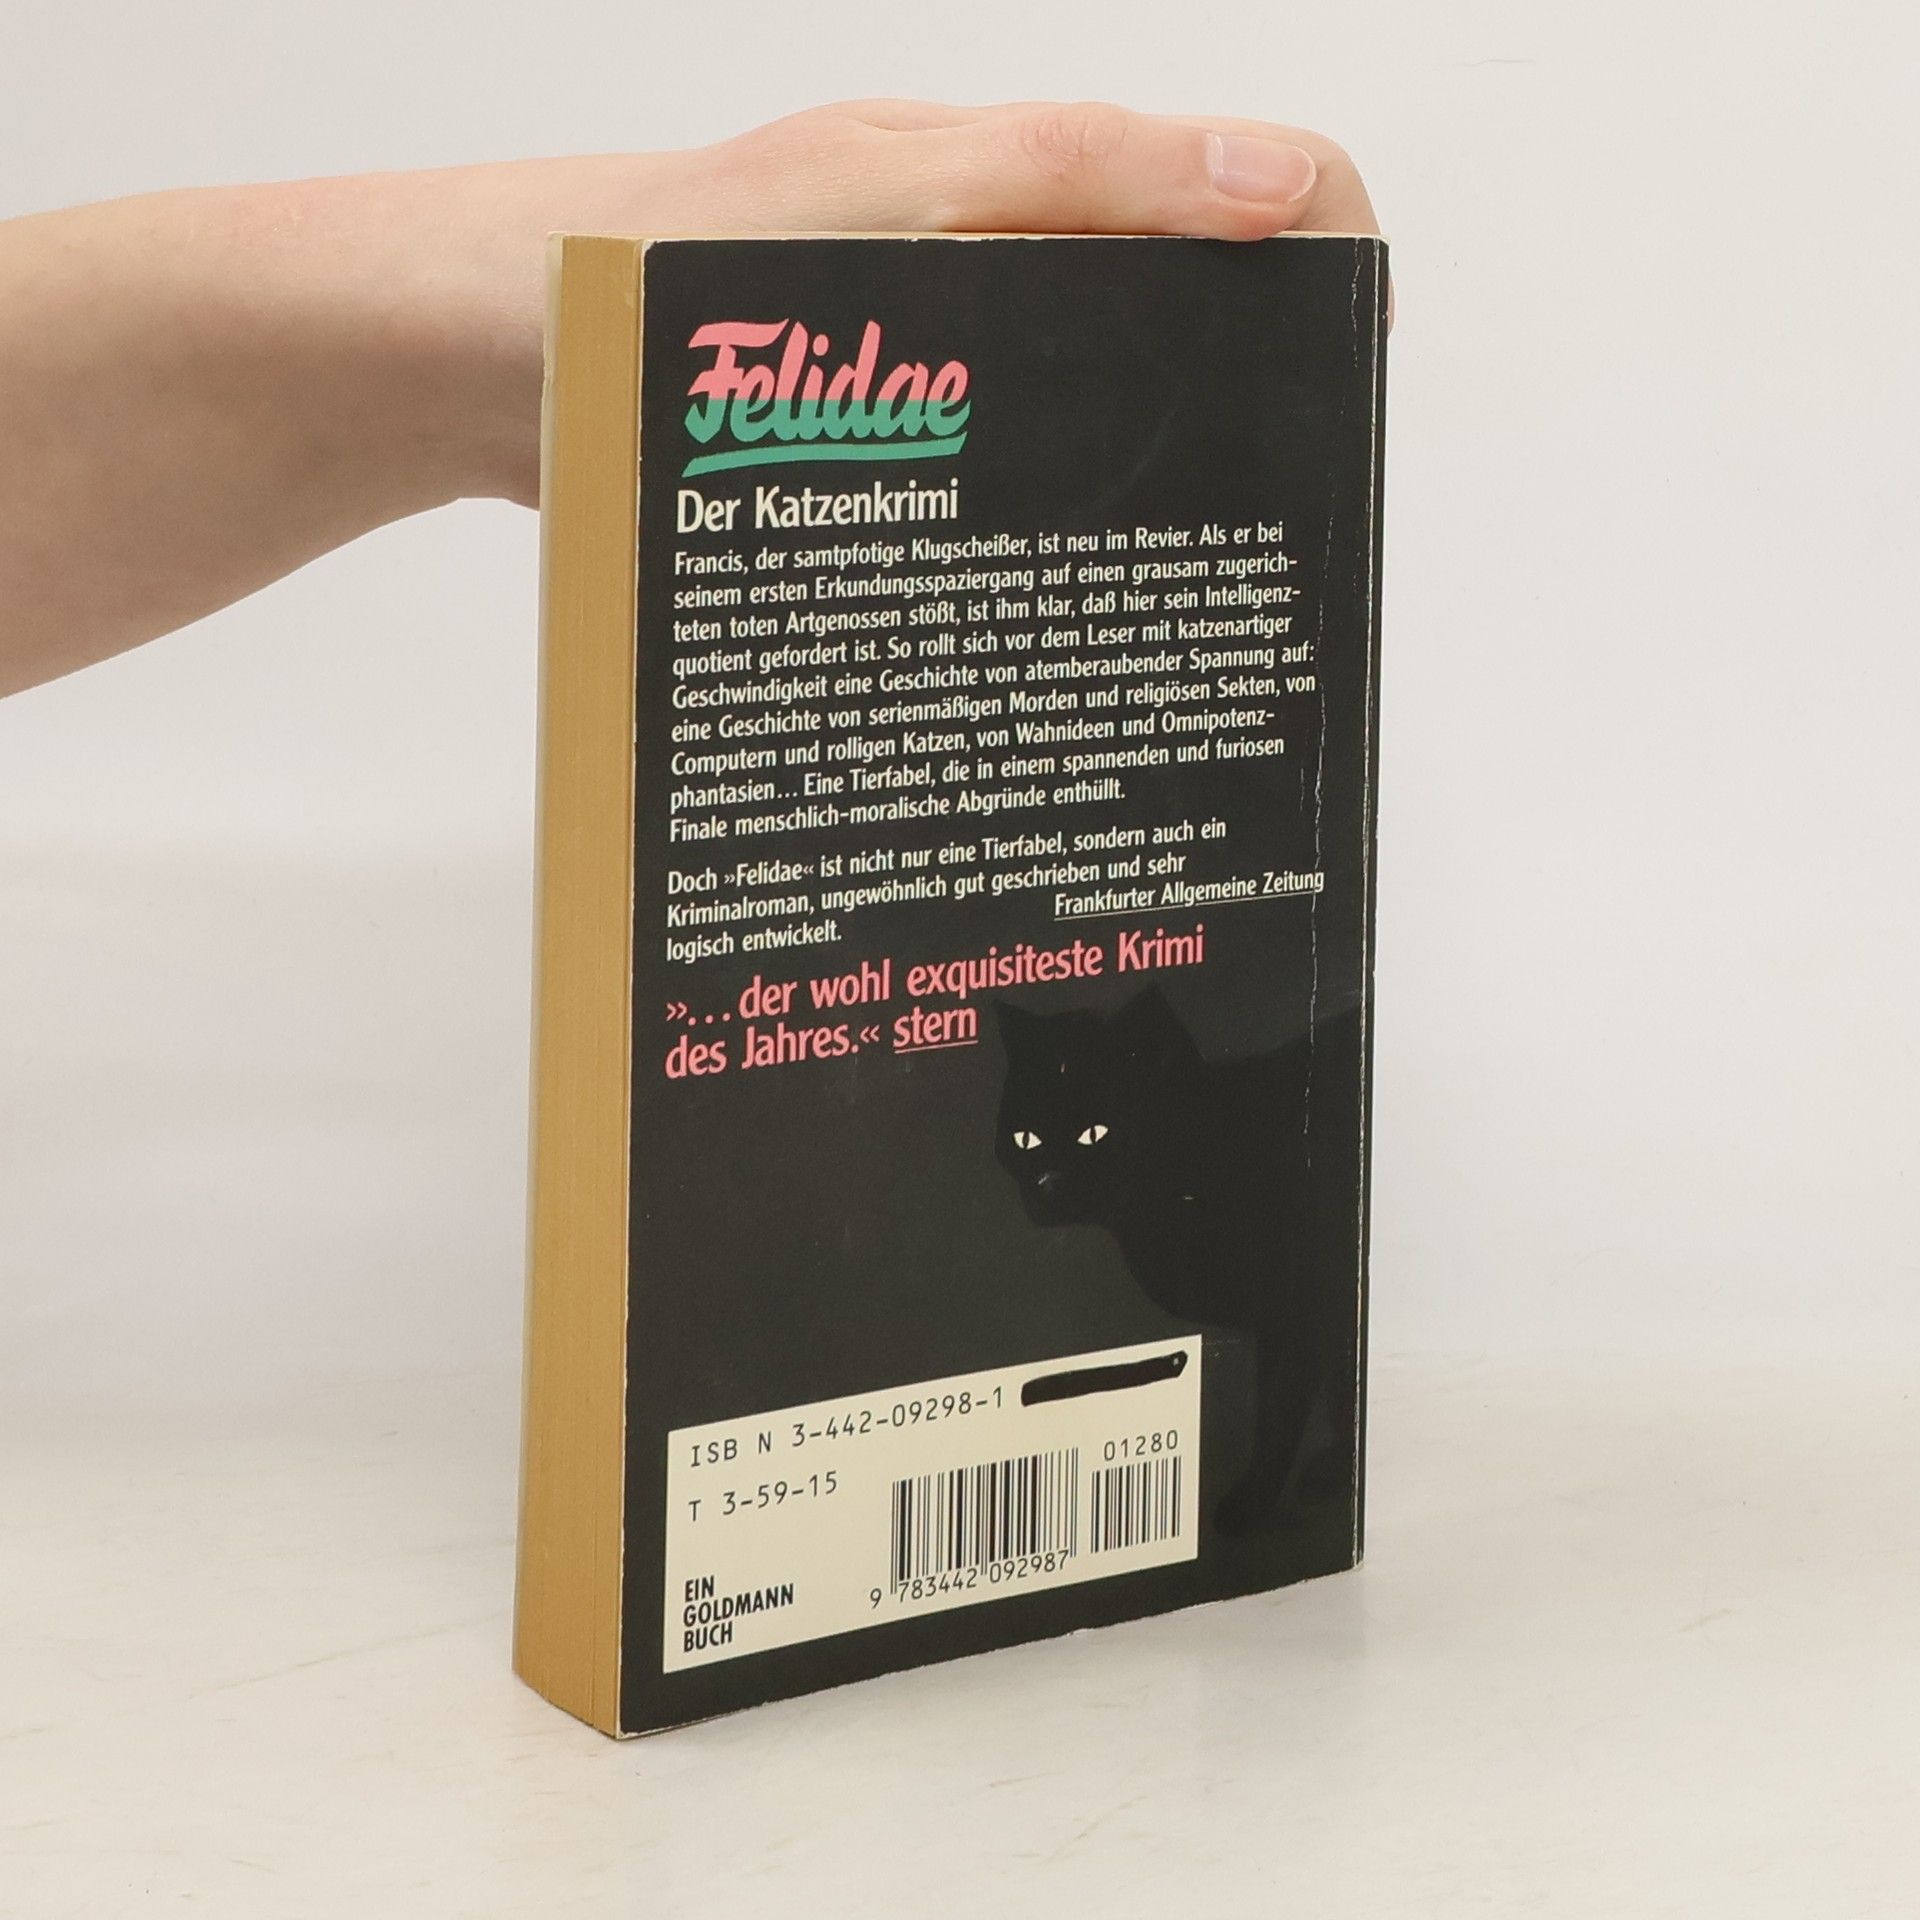 Felidae
Der Katzenkrimi
Francis, der samtpfotige Klugscheißer, ist neu im Revier. Als er bei
seinem ersten Erkundungsspaziergang auf einen grausam zugerich-
teten toten Artgenossen stößt, ist ihm klar, daß hier sein Intelligenz-
quotient gefordert ist. So rollt sich vor dem Leser mit katzenartiger
Geschwindigkeit eine Geschichte von atemberaubender Spannung auf:
eine Geschichte von serienmäßigen Morden und religiösen Sekten, von
Computern und rolligen Katzen, von Wahnideen und Omnipotenz-
phantasien... Eine Tierfabel, die in einem spannenden und furiosen
Finale menschlich-moralische Abgründe enthüllt.
Doch »Felidae« ist nicht nur eine Tierfabel, sondern auch ein
Kriminalroman, ungewöhnlich gut geschrieben und sehr
logisch entwickelt.
Frankfurter Allgemeine Zeitung
»... der wohl exquisiteste Krimi
des Jahres.« stern
ISB N 3-442-09298-1
T 3-59-15
01280
9 783442 092987
EIN
GOLDMANN
BUCH